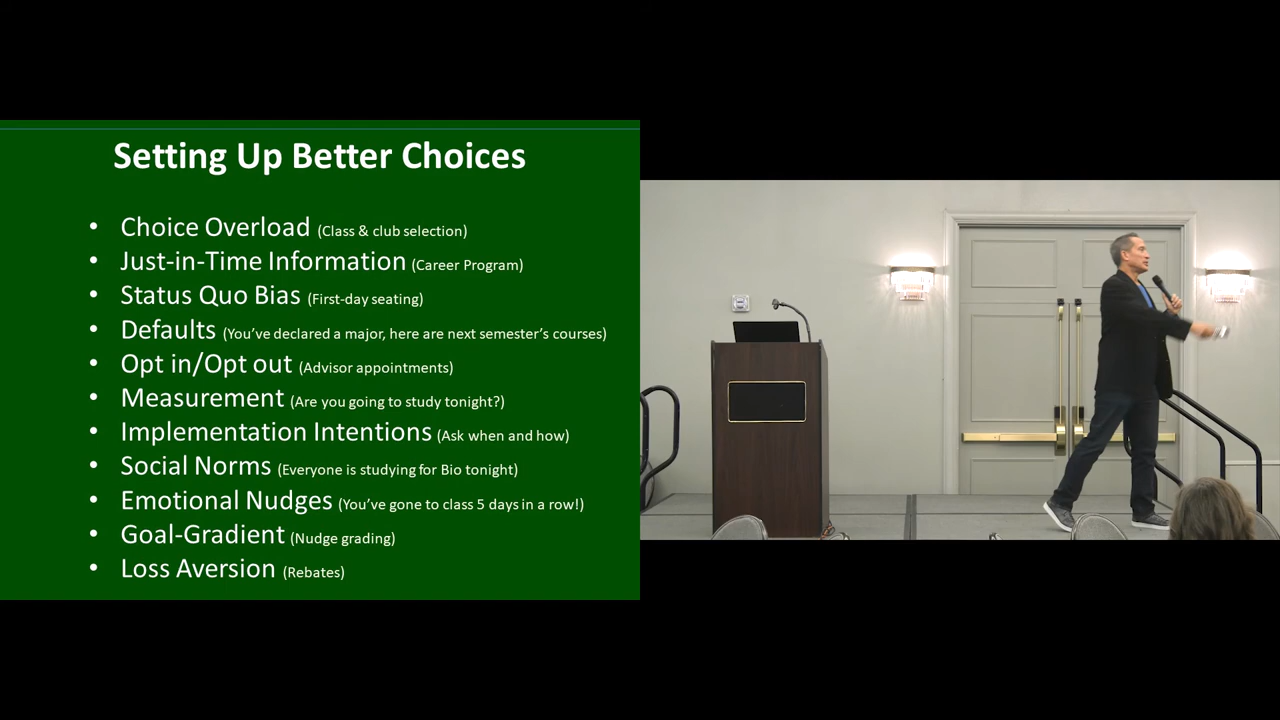 Setting Up Better Choices
• Choice Overload (Class & club selection)
• Just-in-Time Information (Career Program)
• Status Quo Bias (First-day seating)
• Defaults (You’ve declared a major, here are next semester’s courses)
• Opt in/Opt out (Advisor appointments)
• Measurement (Are you going to study tonight?)
• Implementation Intentions (Ask when and how)
• Social Norms (Everyone is studying for Bio tonight)
• Emotional Nudges (You’ve gone to class 5 days in a row!)
• Goal-Gradient (Nudge grading)
• Loss Aversion (Rebates)